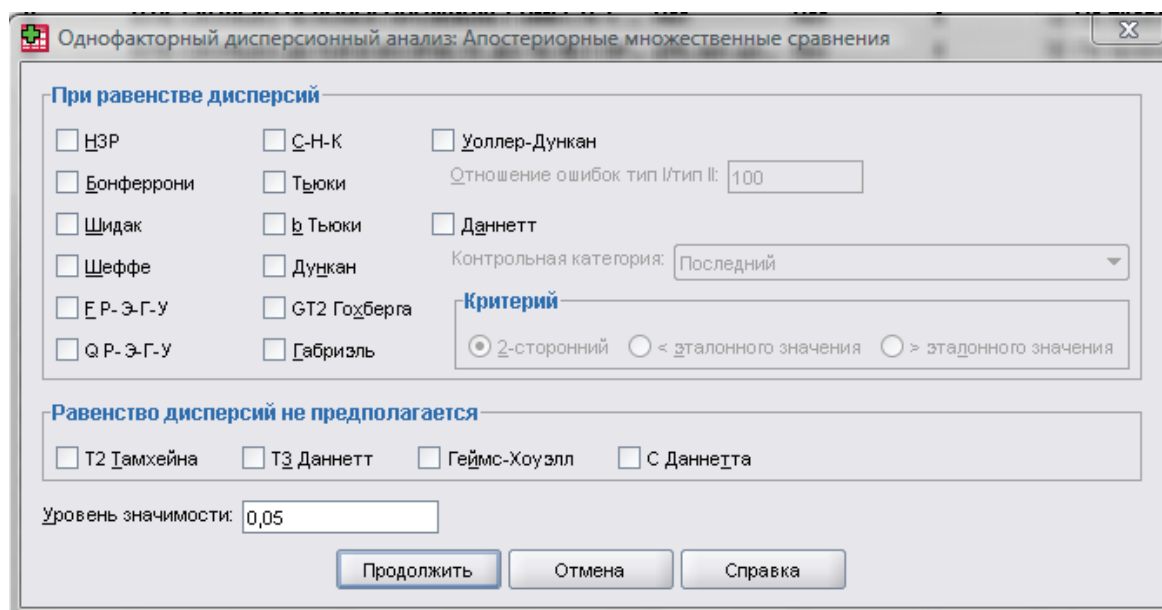 Однофакторный дисперсионный анализ: Апостериорные множественные сравнения
При равенстве дисперсий
НЗР
С-Н-К
Уоллер-Дункан
Отношение ошибок тип I/тип II: 100
Бонферрони
Тьюки
Шидак
b Тьюки
Даннетт
Контрольная категория: Последний
Шеффе
Дункан
F Р- Э-Г-У
GT2 Гохберга
Q Р- Э-Г-У
Габриэль
Критерий
2-сторонний
< эталонного значения
> эталонного значения
Равенство дисперсий не предполагается
Т2 Тамхейна
Т3 Даннетт
Геймс-Хоуэлл
С Даннетта
Уровень значимости: 0,05
Продолжить
Отмена
Справка